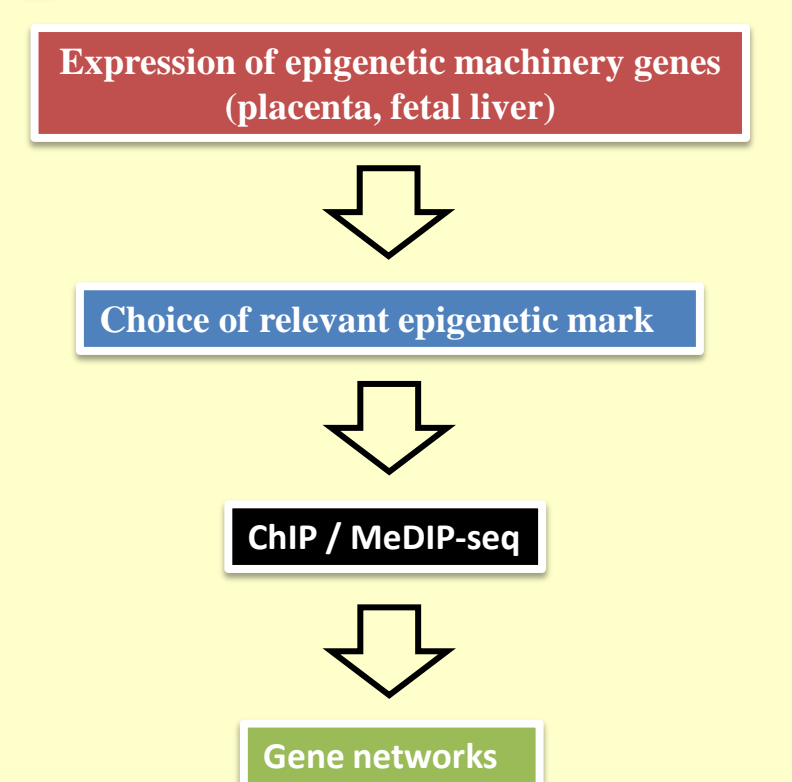 Expression of epigenetic machinery genes
(placenta, fetal liver)
Choice of relevant epigenetic mark
ChIP / MeDIP-seq
Gene networks